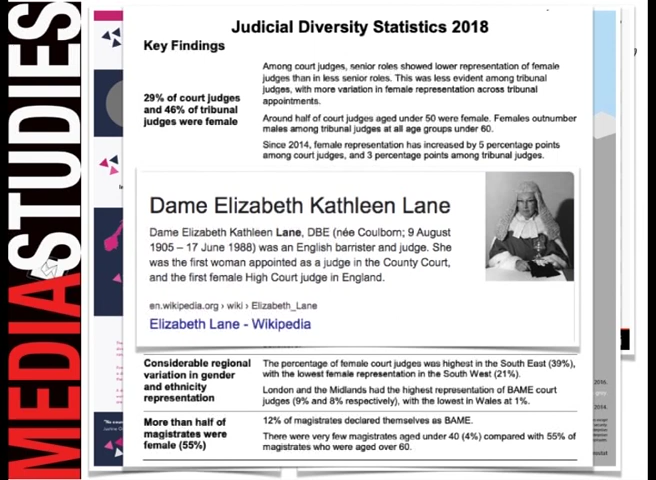 MEDIASTUDIES
Judicial Diversity Statistics 2018
Key Findings
29% of court judges
and 46% of tribunal
judges were female
Among court judges, senior roles showed lower representation of female
judges than in less senior roles. This was less evident among tribunal
judges, with more variation in female representation across tribunal
appointments.
Around half of court judges aged under 50 were female. Females outnumber
males among tribunal judges at all age groups under 60.
Since 2014, female representation has increased by 5 percentage points
among court judges, and 3 percentage points among tribunal judges.
Dame Elizabeth Kathleen Lane
Dame Elizabeth Kathleen Lane, DBE (née Coulborn; 9 August
1905 – 17 June 1988) was an English barrister and judge. She
was the first woman appointed as a judge in the County Court,
and the first female High Court judge in England.
en.wikipedia.org › wiki › Elizabeth_Lane
Elizabeth Lane - Wikipedia
Considerable regional
variation in gender
and ethnicity
representation
The percentage of female court judges was highest in the South East (39%),
with the lowest female representation in the South West (21%).
London and the Midlands had the highest representation of BAME court
judges (9% and 8% respectively), with the lowest in Wales at 1%.
More than half of
magistrates were
female (55%)
12% of magistrates declared themselves as BAME.
There were very few magistrates aged under 40 (4%) compared with 55% of
magistrates who were aged over 60.
2016.
2014.